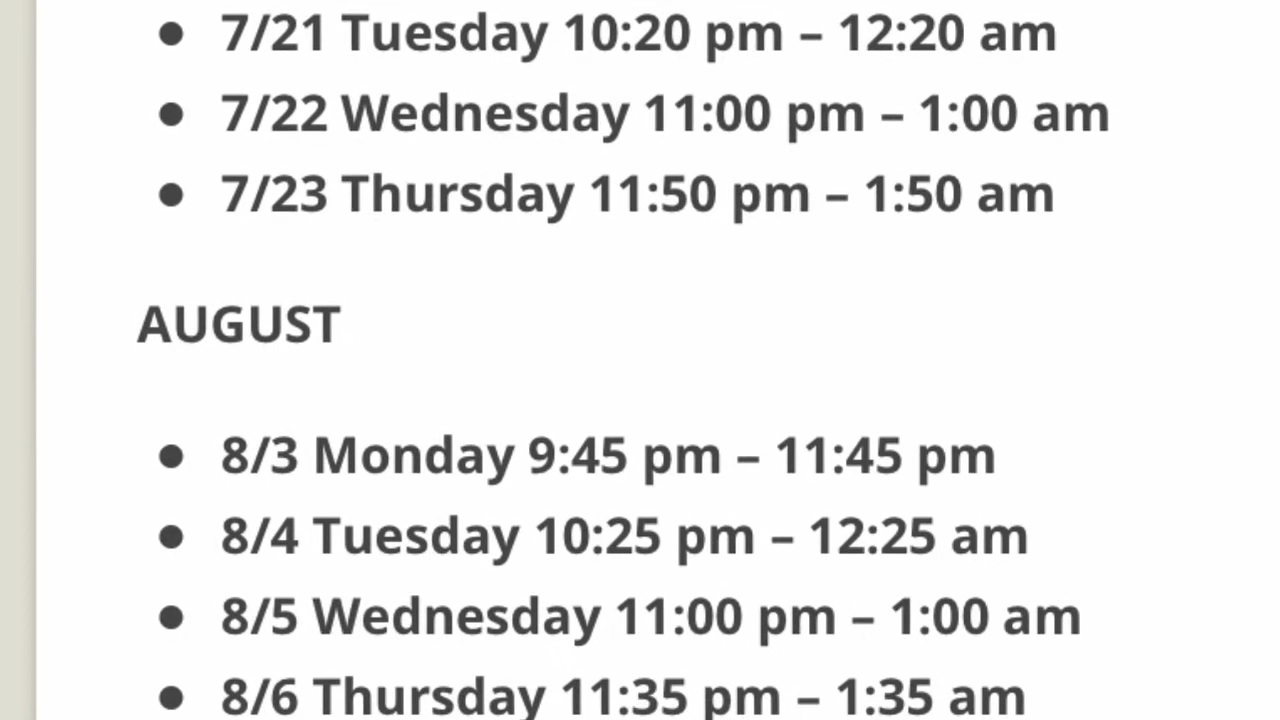 ● 7/21 Tuesday 10:20 pm – 12:20 am
● 7/22 Wednesday 11:00 pm – 1:00 am
● 7/23 Thursday 11:50 pm – 1:50 am
AUGUST
● 8/3 Monday 9:45 pm – 11:45 pm
● 8/4 Tuesday 10:25 pm – 12:25 am
● 8/5 Wednesday 11:00 pm – 1:00 am
● 8/6 Thursday 11:35 pm – 1:35 am